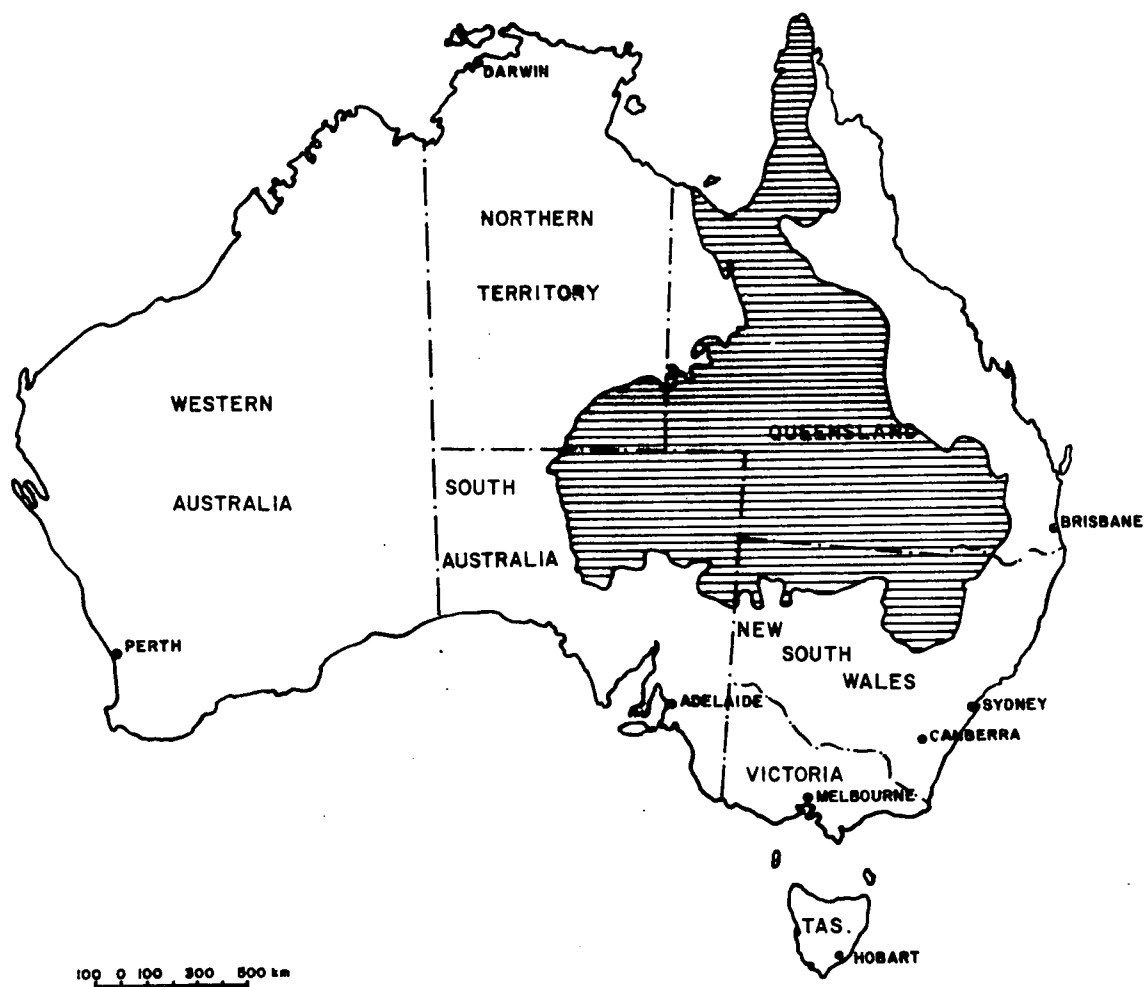 DARWIN
NORTHERN
TERRITORY
WESTERN
AUSTRALIA
QUEENSLAND
SOUTH
AUSTRALIA
BRISBANE
PERTH
NEW
SOUTH
WALES
ADELAIDE
SYDNEY
CANBERRA
VICTORIA
MELBOURNE
TAS.
HOBART
100 0 100 300 500 km